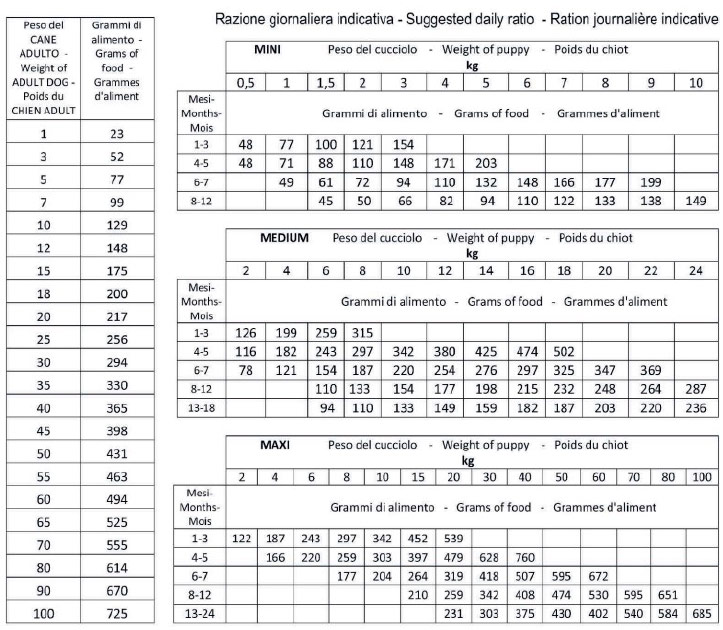 Razione giornaliera indicativa - Suggested daily ratio - Ration journalière indicative
Peso del
CANE
ADULTO -
Weight of
ADULT DOG -
Poids du
CHIEN ADULT
Grammi di
alimento -
Grams of
food -
Grammes
d'aliment
1 23
3 52
5 77
7 99
10 129
12 148
15 175
18 200
20 217
25 256
30 294
35 330
40 365
45 398
50 431
55 463
60 494
65 525
70 555
80 614
90 670
100 725
MINI Peso del cucciolo - Weight of puppy - Poids du chiot
kg
0,5 1 1,5 2 3 4 5 6 7 8 9 10
Mesi-
Months-
Mois
Grammi di alimento - Grams of food - Grammes d'aliment
1-3 48 77 100 121 154
4-5 48 71 88 110 148 171 203
6-7 49 61 72 94 110 132 148 166 177 199
8-12 45 50 66 82 94 110 122 133 138 149
MEDIUM Peso del cucciolo - Weight of puppy - Poids du chiot
kg
2 4 6 8 10 12 14 16 18 20 22 24
Mesi-
Months-
Mois
Grammi di alimento - Grams of food - Grammes d'aliment
1-3 126 199 259 315
4-5 116 182 243 297 342 380 425 474 502
6-7 78 121 154 187 220 254 276 297 325 347 369
8-12 110 133 154 177 198 215 232 248 264 287
13-18 94 110 133 149 159 182 187 203 220 236
MAXI Peso del cucciolo - Weight of puppy - Poids du chiot
kg
2 4 6 8 10 15 20 30 40 50 60 70 80 100
Mesi-
Months-
Mois
Grammi di alimento - Grams of food - Grammes d'aliment
1-3 122 187 243 297 342 452 539
4-5 166 220 259 303 397 479 628 760
6-7 177 204 264 319 418 507 595 672
8-12 210 259 342 408 474 530 595 651
13-24 231 303 375 430 402 540 584 685